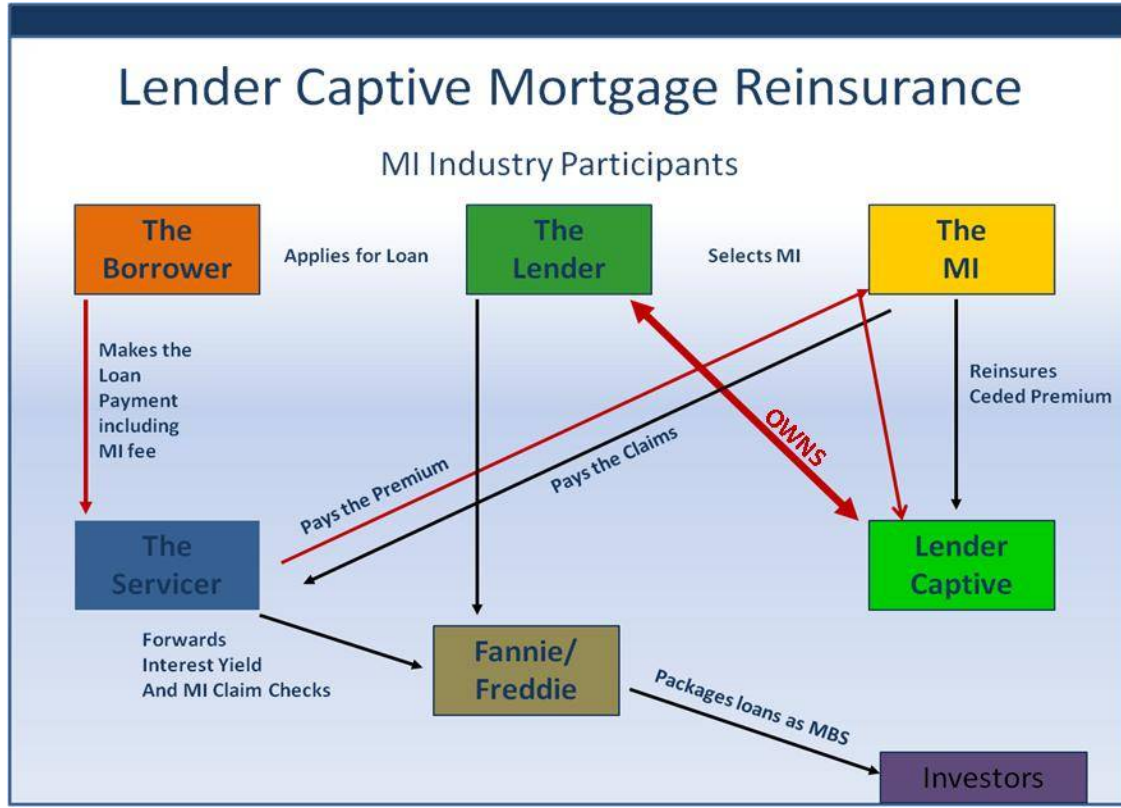 Lender Captive Mortgage Reinsurance
MI Industry Participants
The
Borrower
Applies for Loan
The
Lender
Selects MI
The
MI
Makes the
Loan
Payment
including
MI fee
Pays the Premium
Pays the Claims
OWNS
Reinsures
Ceded Premium
The
Servicer
Lender
Captive
Forwards
Interest Yield
And MI Claim Checks
Fannie/
Freddie
Packages loans as MBS
Investors